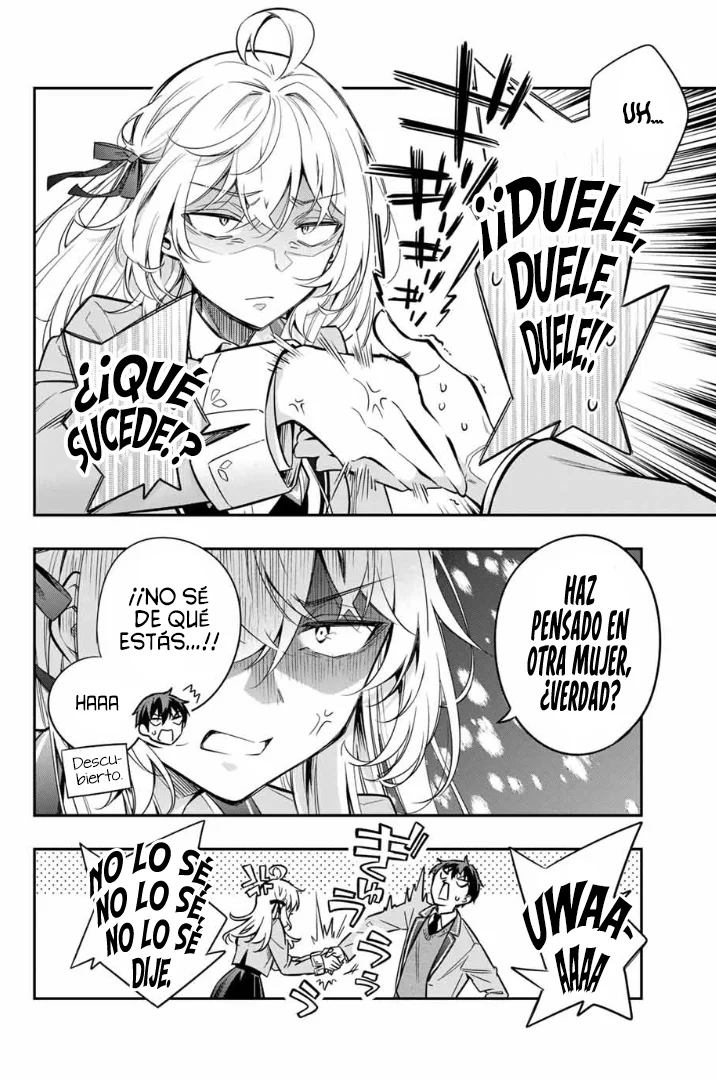 UH...
¡¡DUELE,
DUELE,
DUELE!!
¿¡QUÉ
SUCEDE!?
HAZ
PENSADO EN
OTRA MUJER,
¿VERDAD?
¡¡NO SÉ
DE QUÉ
ESTÁS...!!
HAAA
Descu-
bierto.
UWAA-
AAAA
NO LO SÉ,
NO LO SÉ,
NO LO SÉ
DIJE.